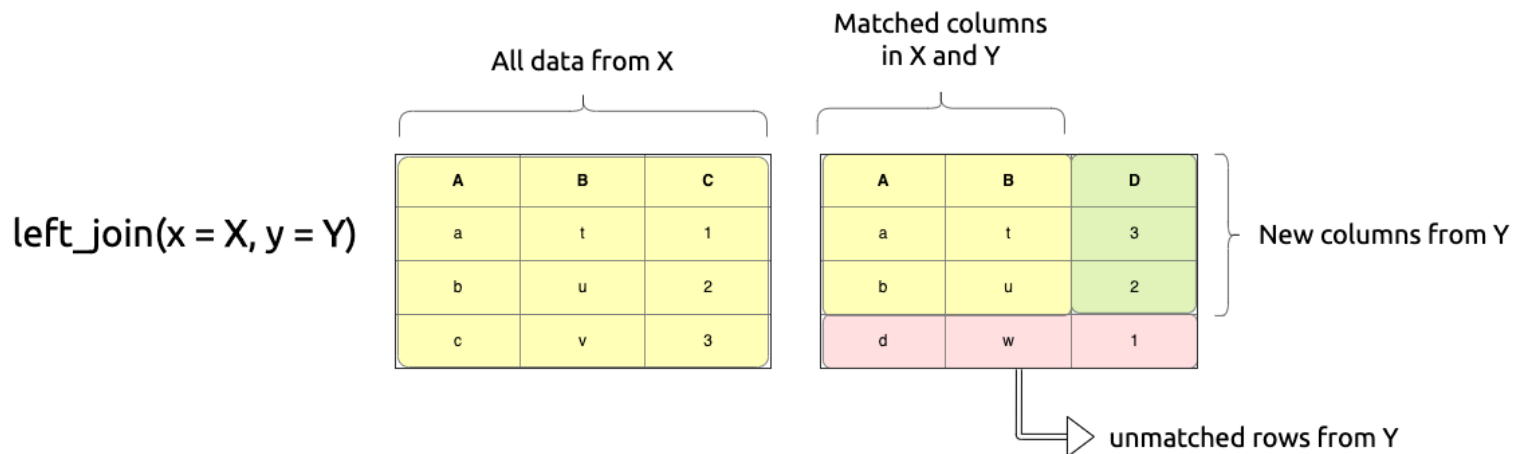 Matched columns
in X and Y
All data from X
left_join(x = X, y = Y)
A B C
a t 1
b u 2
c v 3
A B D
a t 3
b u 2
d w 1
New columns from Y
unmatched rows from Y